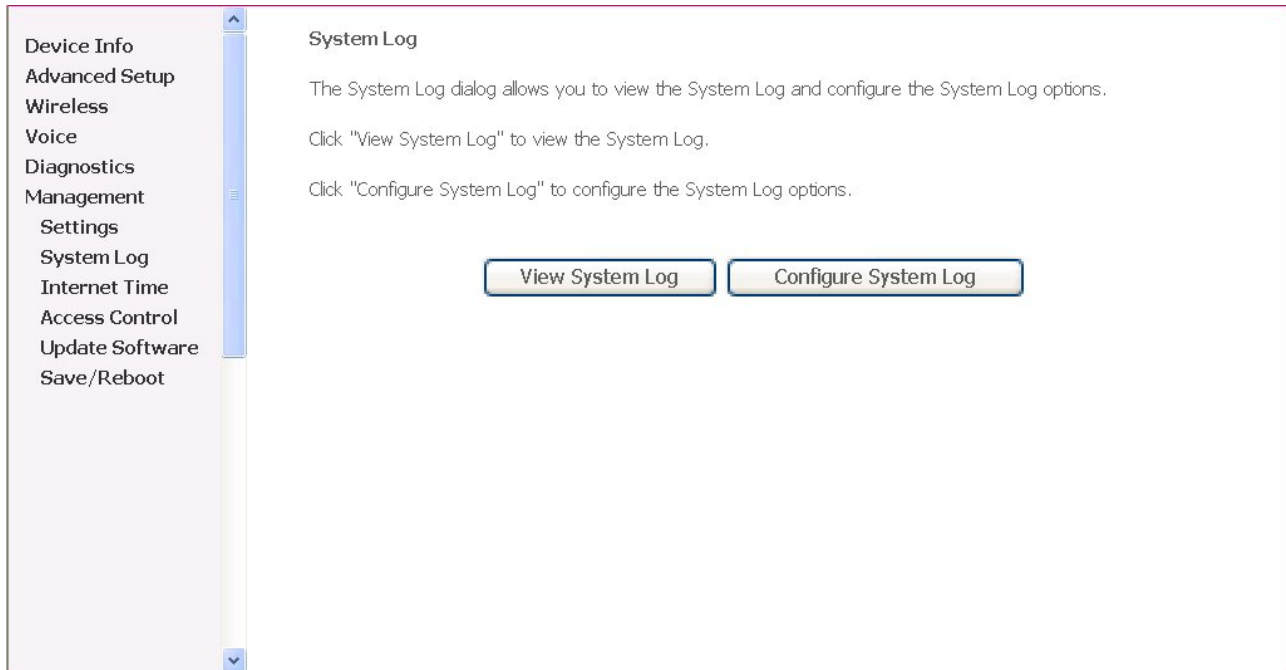 Device Info
Advanced Setup
Wireless
Voice
Diagnostics
Management
Settings
System Log
Internet Time
Access Control
Update Software
Save/Reboot
System Log
The System Log dialog allows you to view the System Log and configure the System Log options.
Click "View System Log" to view the System Log.
Click "Configure System Log" to configure the System Log options.
View System Log
Configure System Log